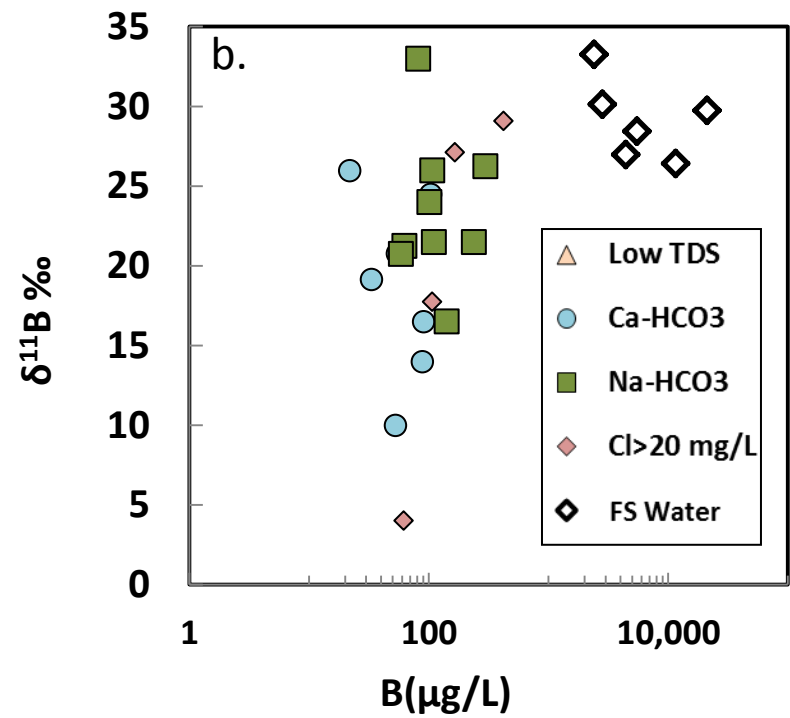 b.
35
30
25
20
15
10
5
0
δ¹¹B ‰
1 100 10,000
B(µg/L)
Low TDS
Ca-HCO3
Na-HCO3
Cl>20 mg/L
FS Water